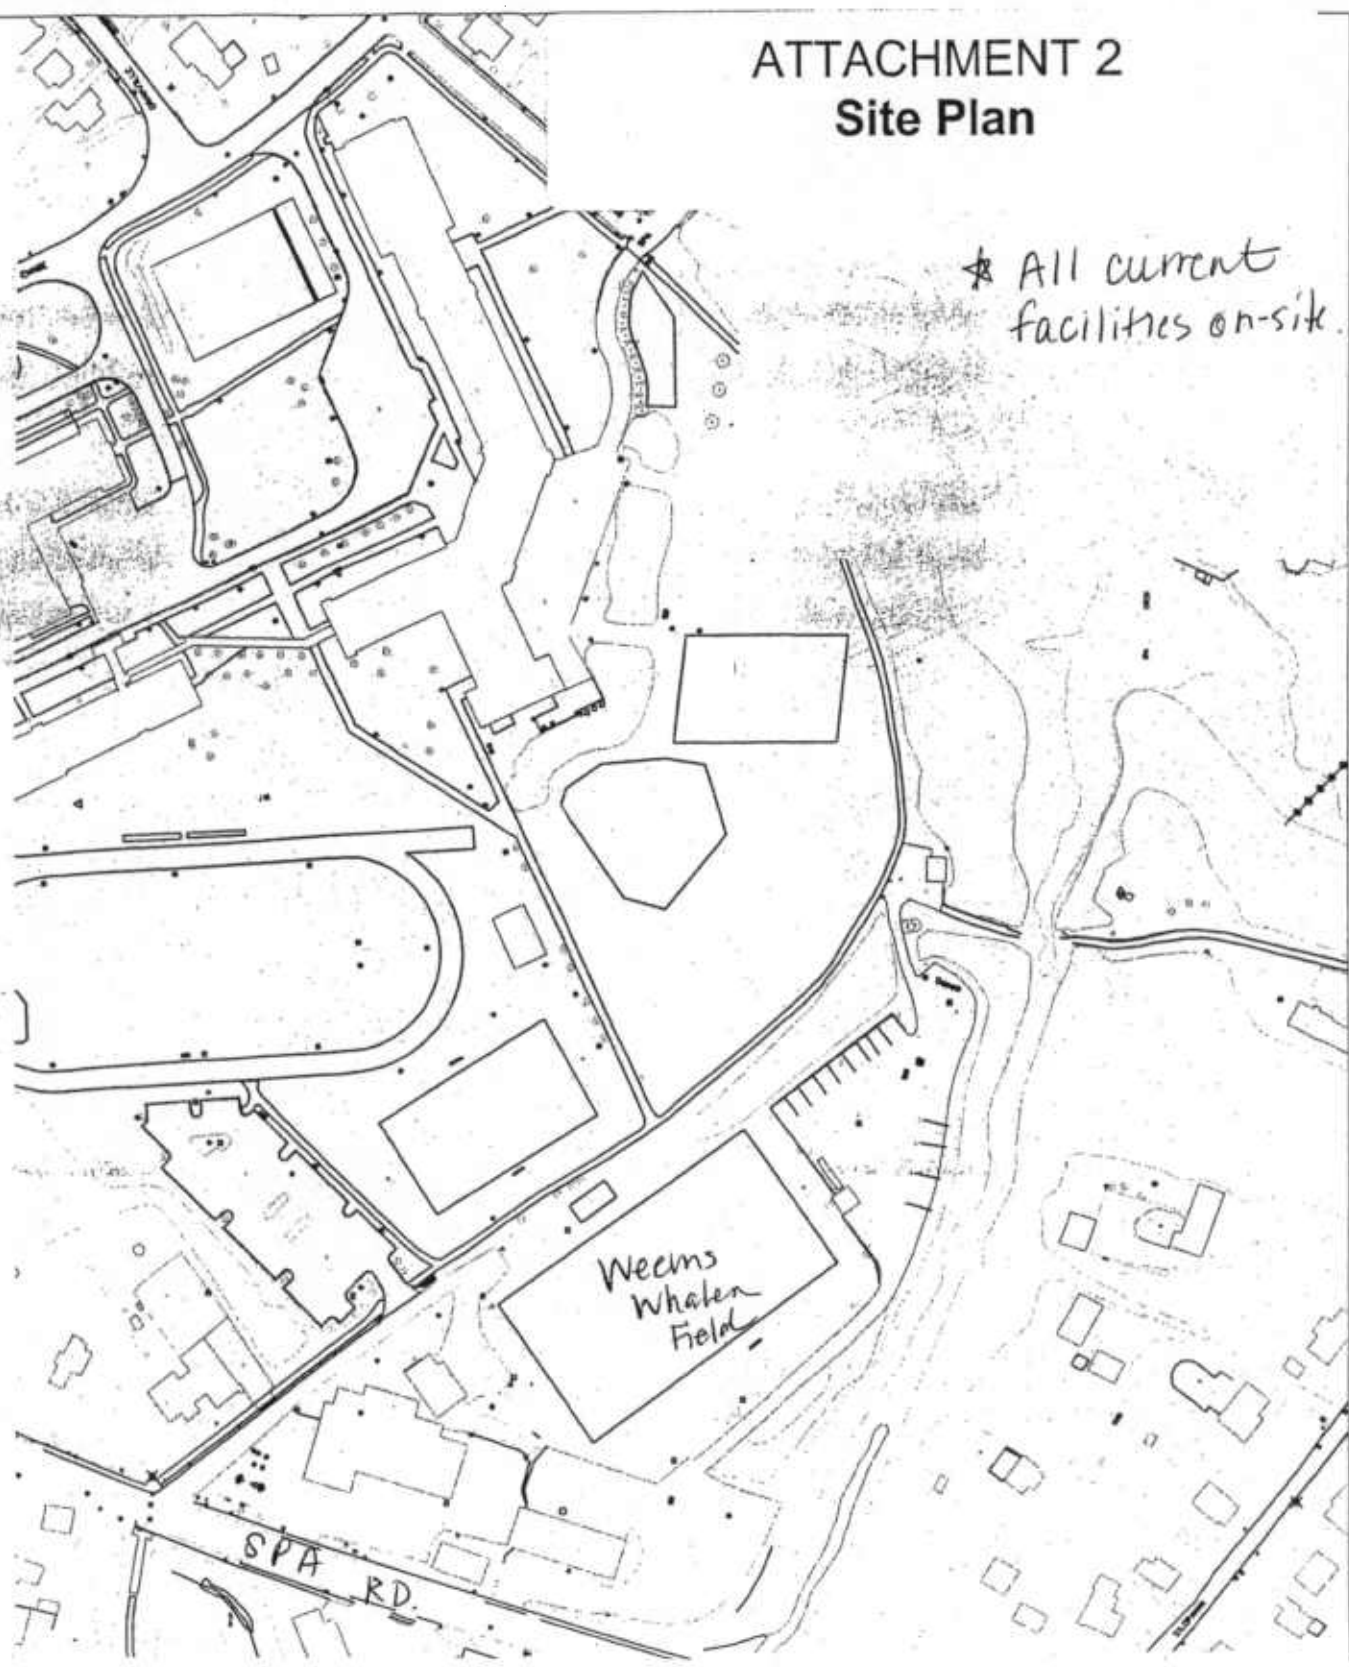 ATTACHMENT 2
Site Plan
All current
facilities on-site.
Weems
Whalen
Field
SPA RD.